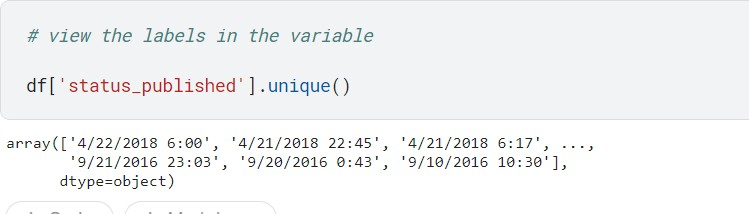 # view the labels in the variable
df['status_published'].unique()
array(['4/22/2018 6:00', '4/21/2018 22:45', '4/21/2018 6:17', ...,
'9/21/2016 23:03', '9/20/2016 0:43', '9/10/2016 10:30'],
dtype=object)